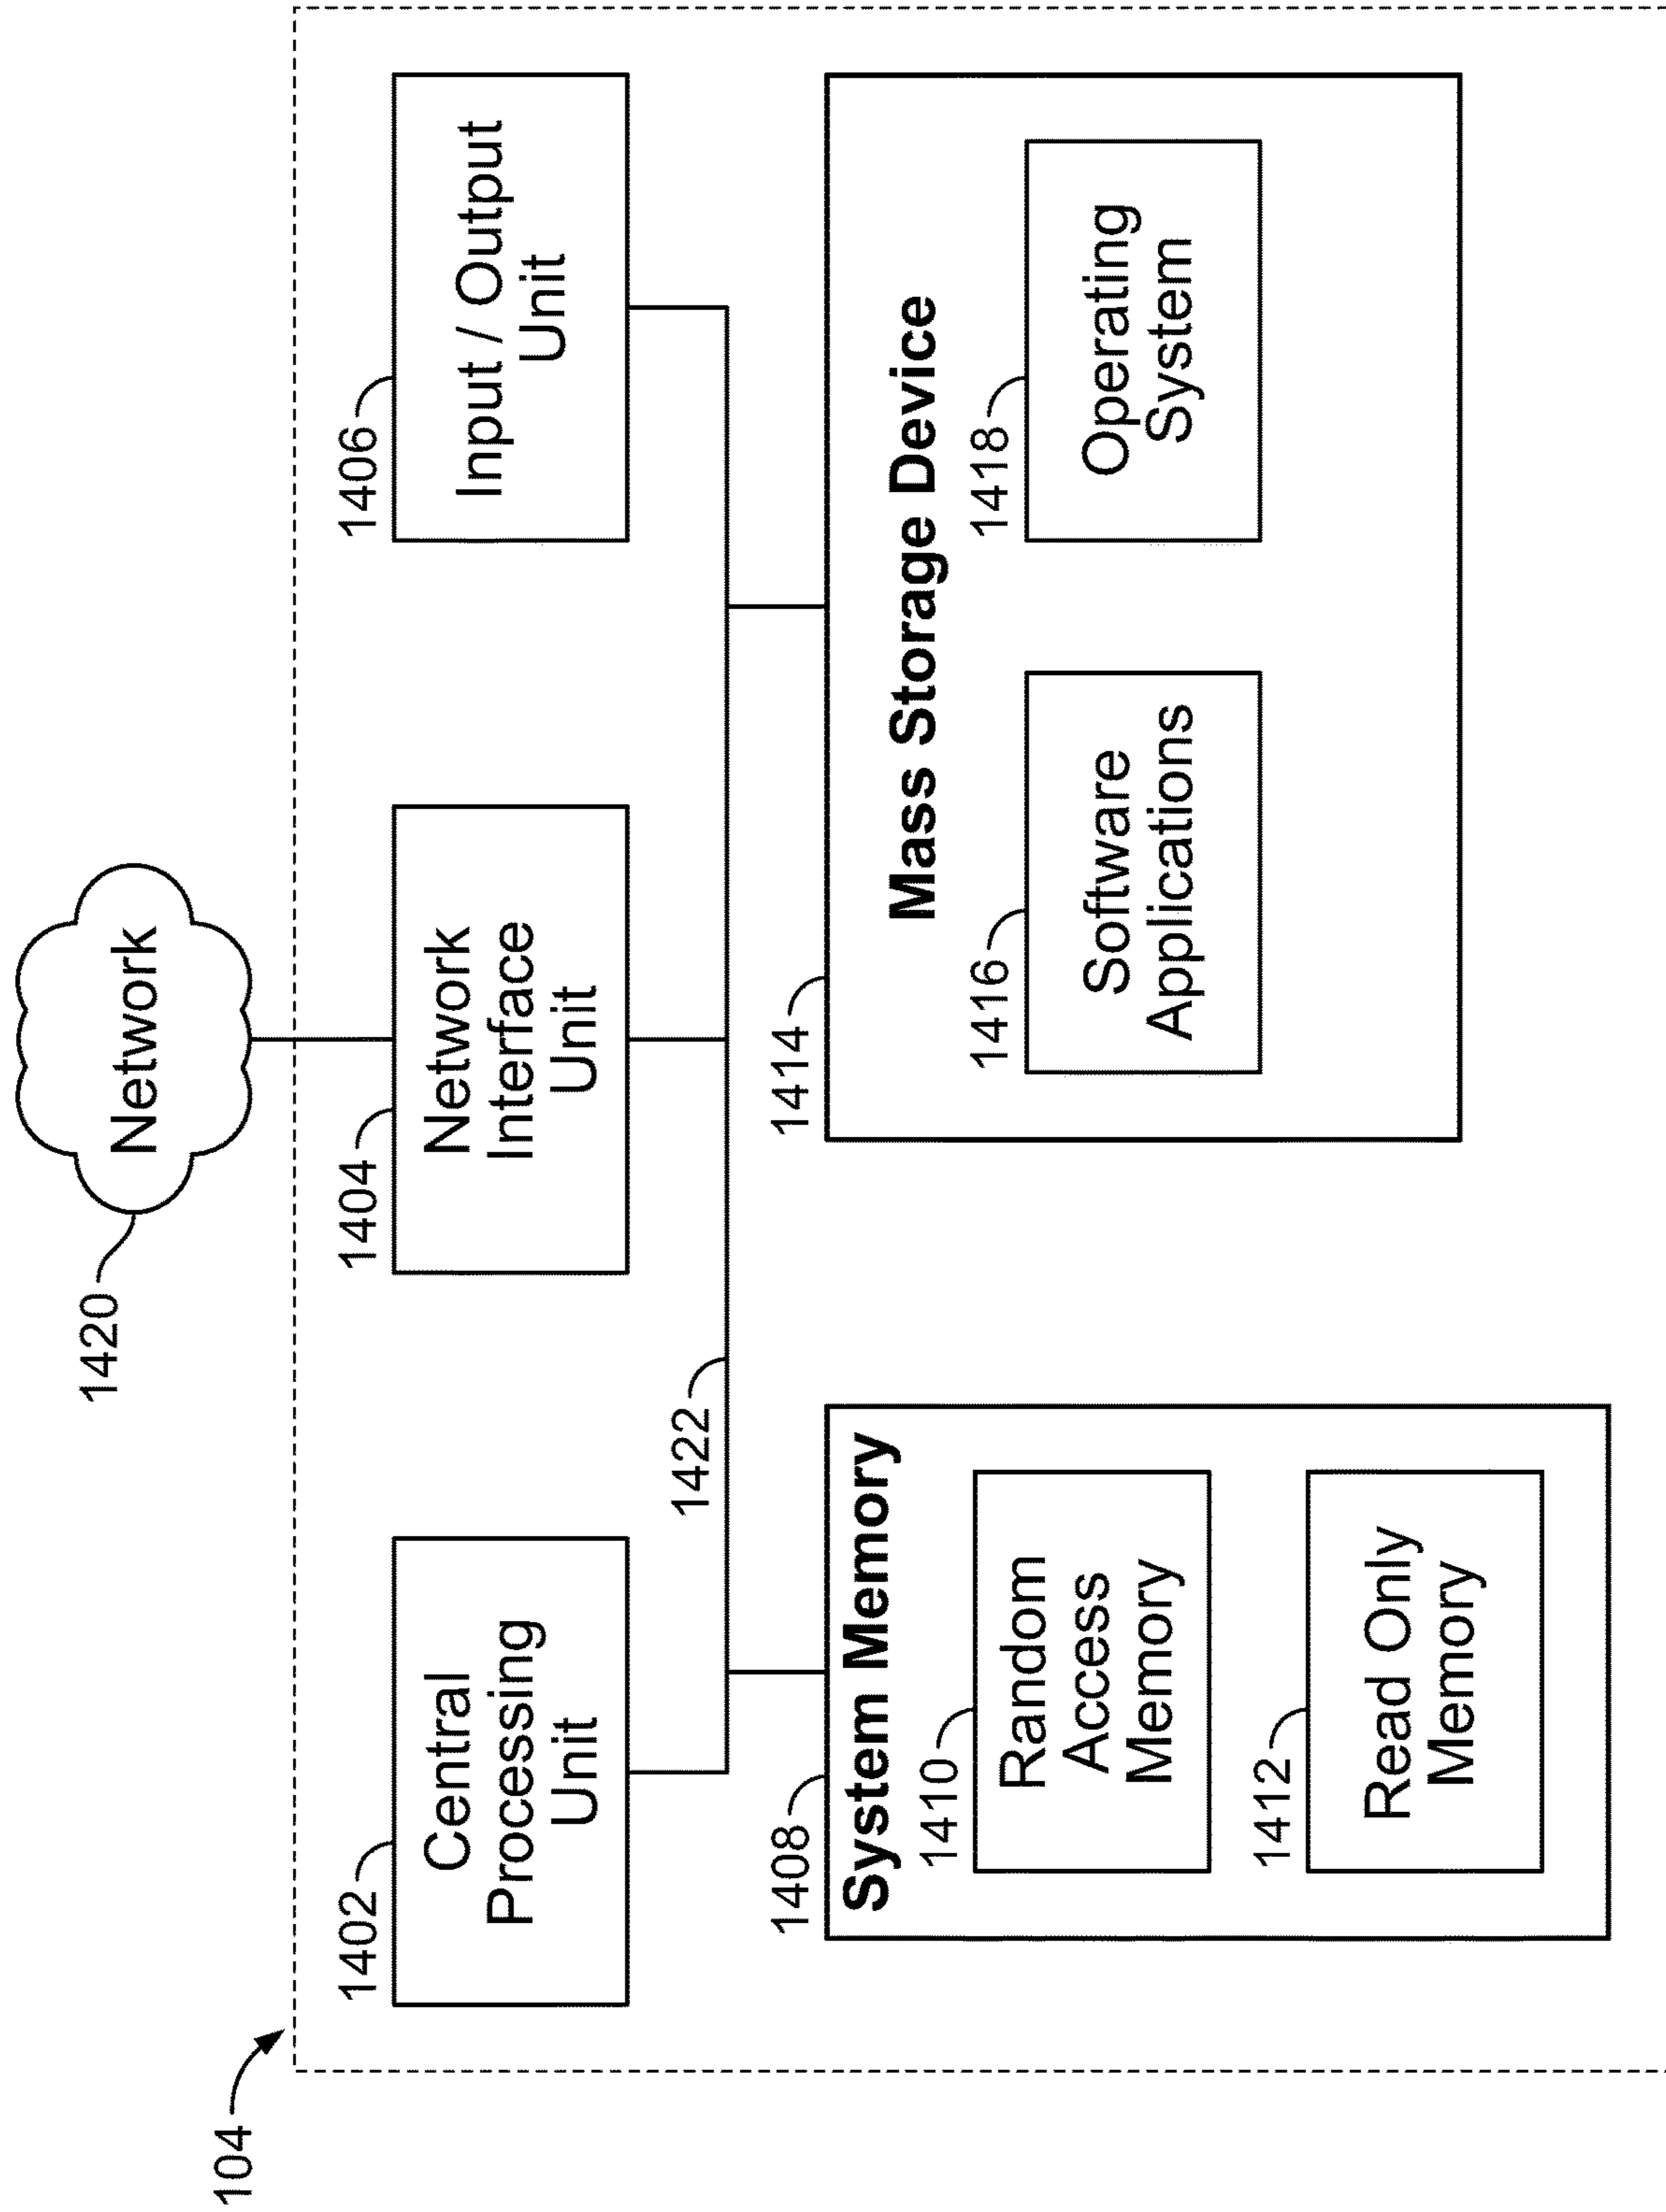 104
1420
Network
1402
Central
Processing
Unit
1404
Network
Interface
Unit
1406
Input / Output
Unit
1422
1408
System Memory
1410
Random
Access
Memory
1412
Read Only
Memory
1414
Mass Storage Device
1416
Software
Applications
1418
Operating
System